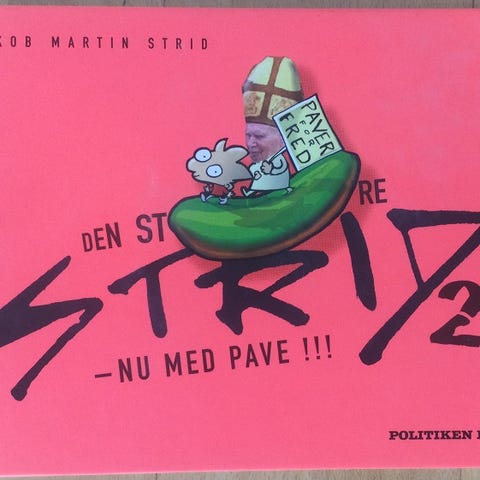 KOB MARTIN STRID
PAVER
FOR
FRED
DEN ST RE
STRID 2
– NU MED PAVE !!!
POLITIKEN